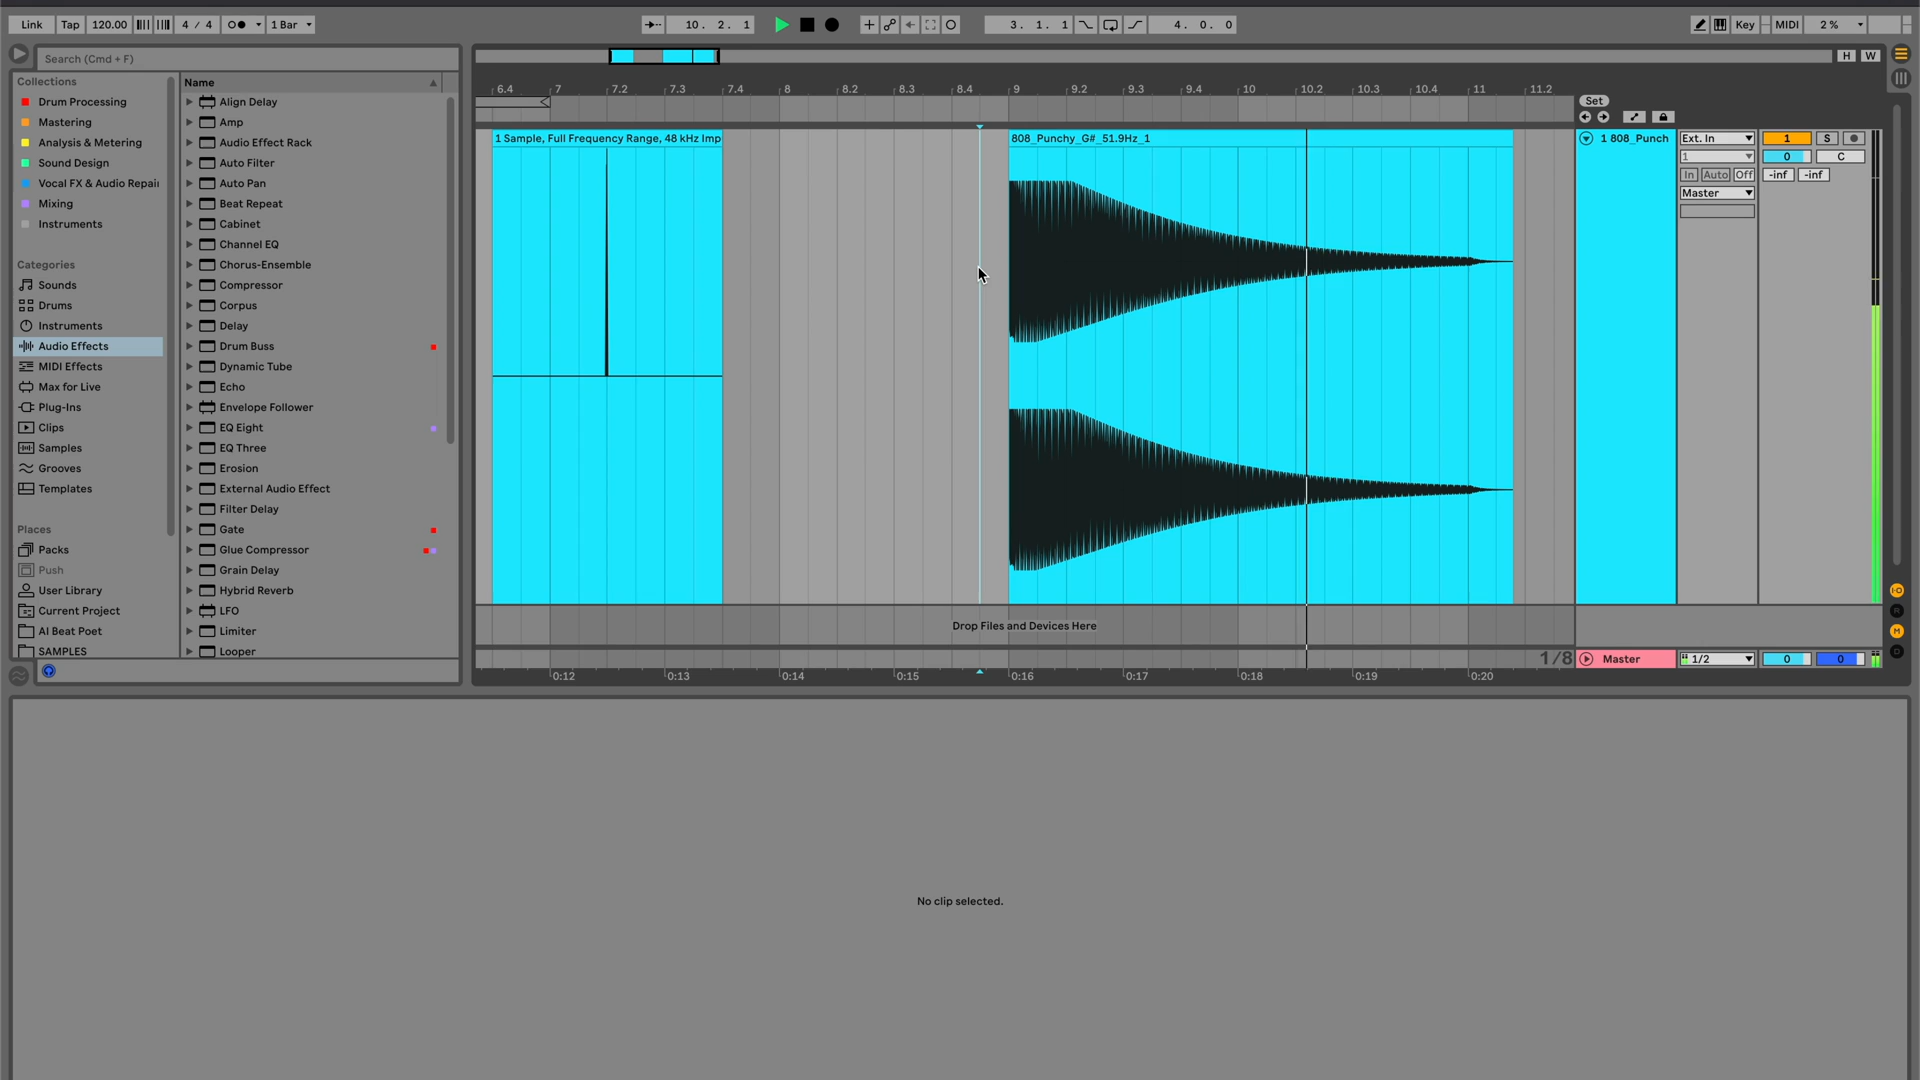 Link Tap 120.00 4 / 4 1 Bar 10. 2. 1 3. 1. 1 4. 0. 0 Key MIDI 2 %
Search (Cmd + F)
H W
Collections
Drum Processing
Mastering
Analysis & Metering
Sound Design
Vocal FX & Audio Repair
Mixing
Instruments
Categories
Sounds
Drums
Instruments
Audio Effects
MIDI Effects
Max for Live
Plug-Ins
Clips
Samples
Grooves
Templates
Places
Packs
Push
User Library
Current Project
AI Beat Poet
SAMPLES
Name
Align Delay
Amp
Audio Effect Rack
Auto Filter
Auto Pan
Beat Repeat
Cabinet
Channel EQ
Chorus-Ensemble
Compressor
Corpus
Delay
Drum Buss
Dynamic Tube
Echo
Envelope Follower
EQ Eight
EQ Three
Erosion
External Audio Effect
Filter Delay
Gate
Glue Compressor
Grain Delay
Hybrid Reverb
LFO
Limiter
Looper
6.4 7 7.2 7.3 7.4 8 8.2 8.3 8.4 9 9.2 9.3 9.4 10 10.2 10.3 10.4 11 11.2
Set
1 Sample, Full Frequency Range, 48 kHz Imp
808_Punchy_G#_51.9Hz_1
1 808_Punch
Ext. In
1
In Auto Off
Master
1 S
0 C
-inf -inf
Drop Files and Devices Here
1/8
Master 1/2 0 0
0:12 0:13 0:14 0:15 0:16 0:17 0:18 0:19 0:20
I·O
R
M
D
No clip selected.